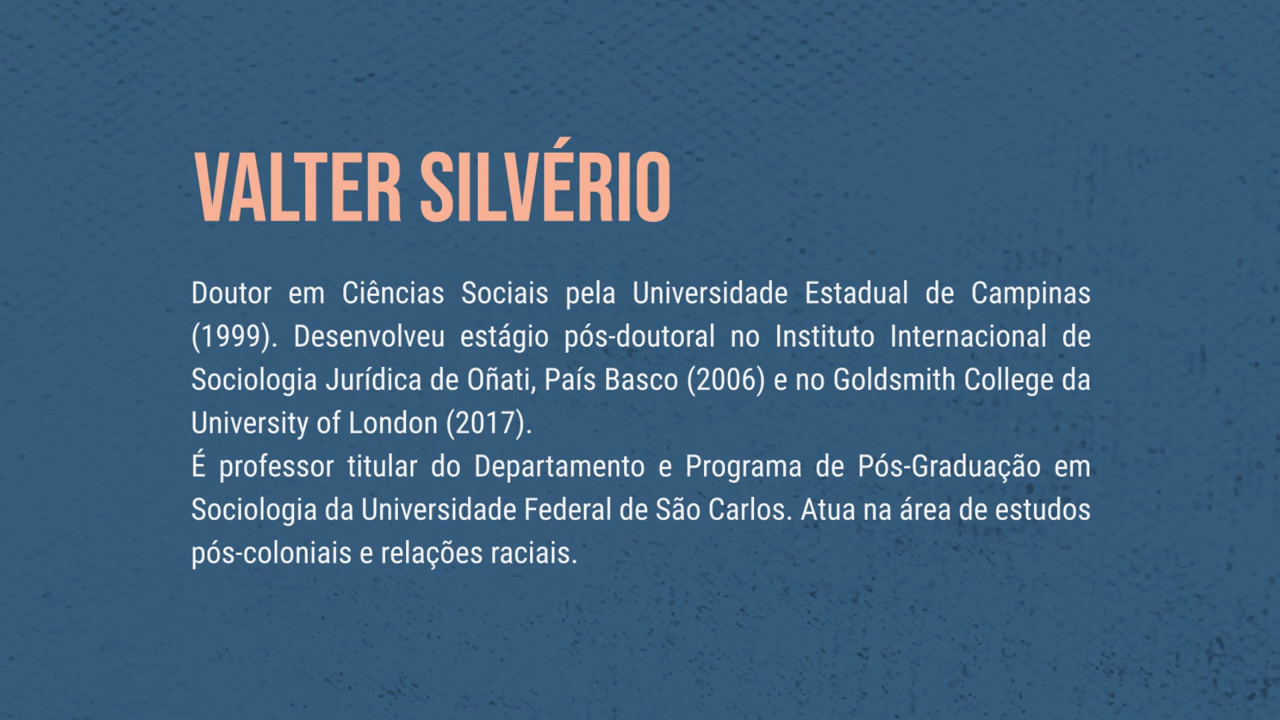 VALTER SILVÉRIO
Doutor em Ciências Sociais pela Universidade Estadual de Campinas
(1999). Desenvolveu estágio pós-doutoral no Instituto Internacional de
Sociologia Jurídica de Oñati, País Basco (2006) e no Goldsmith College da
University of London (2017).
É professor titular do Departamento e Programa de Pós-Graduação em
Sociologia da Universidade Federal de São Carlos. Atua na área de estudos
pós-coloniais e relações raciais.